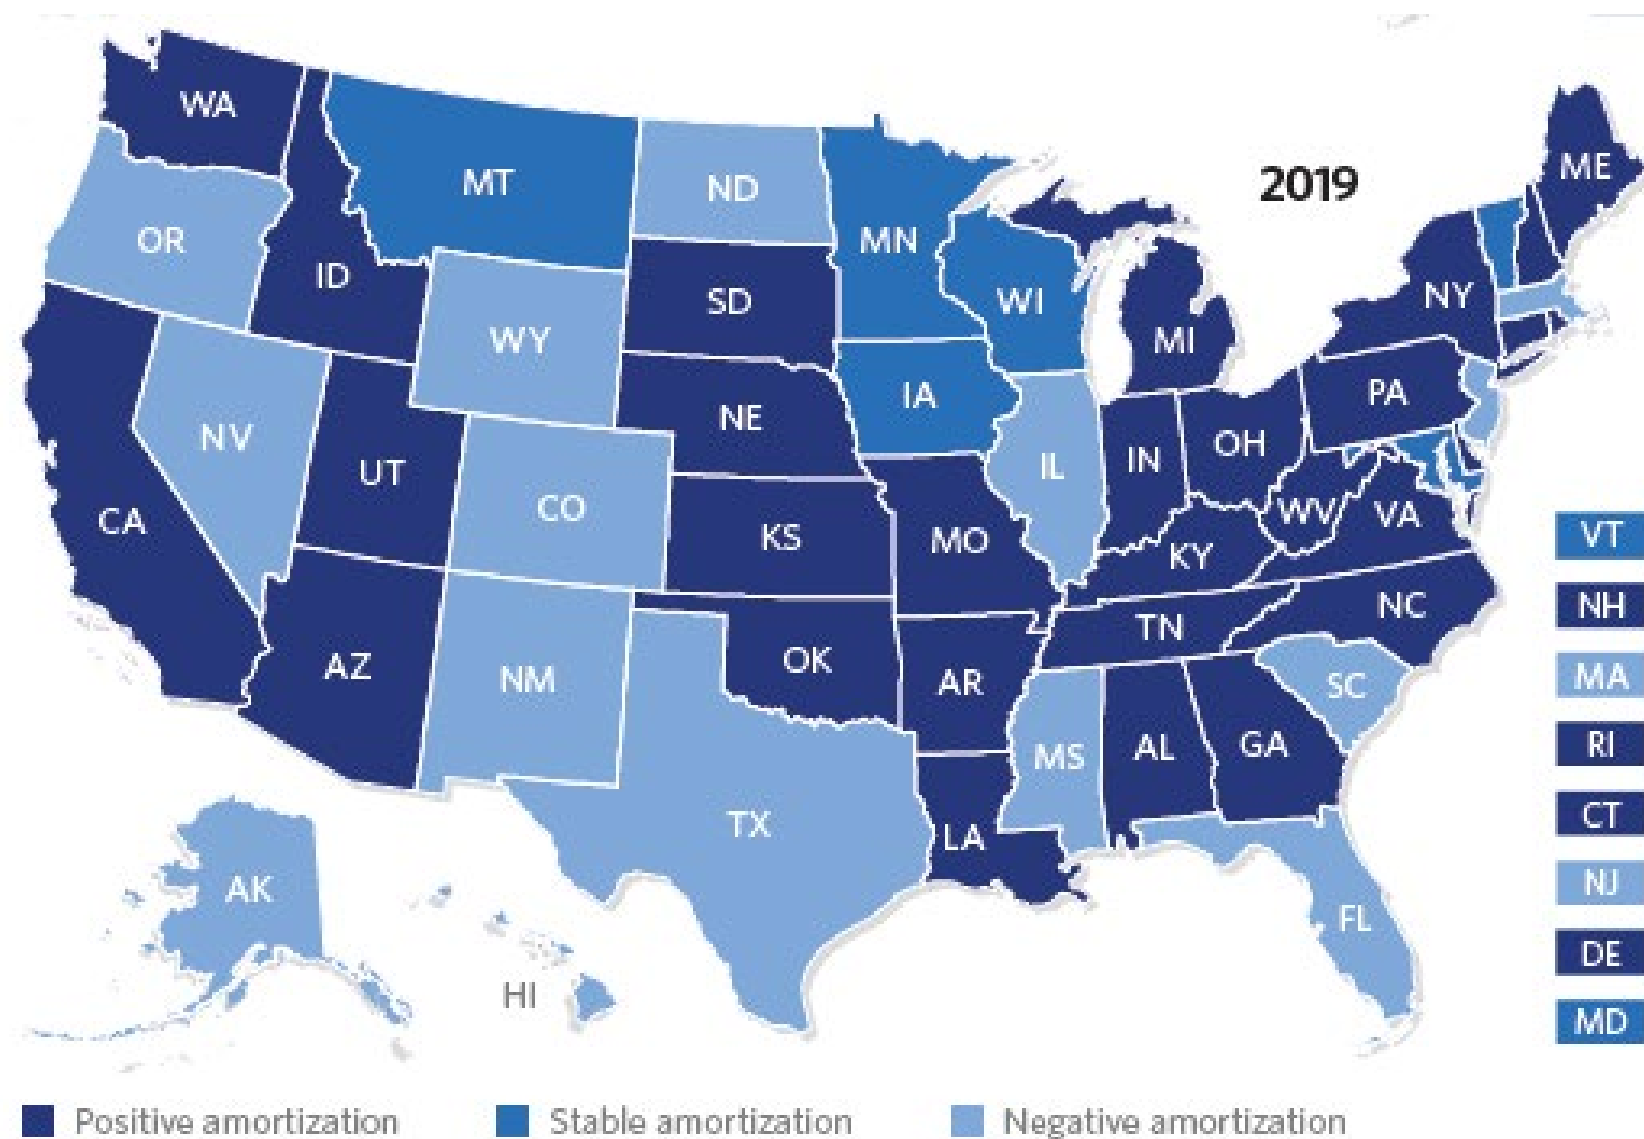 WA
ME
MT
ND
2019
OR
MN
ID
SD
WI
NY
WY
MI
IA
PA
NE
NV
OH
IL
IN
UT
CO
CA
KS
MO
WV
VA
VT
KY
NC
NH
TN
AZ
NM
OK
AR
SC
MA
MS
AL
GA
RI
TX
LA
CT
AK
FL
NJ
DE
HI
MD
Positive amortization
Stable amortization
Negative amortization